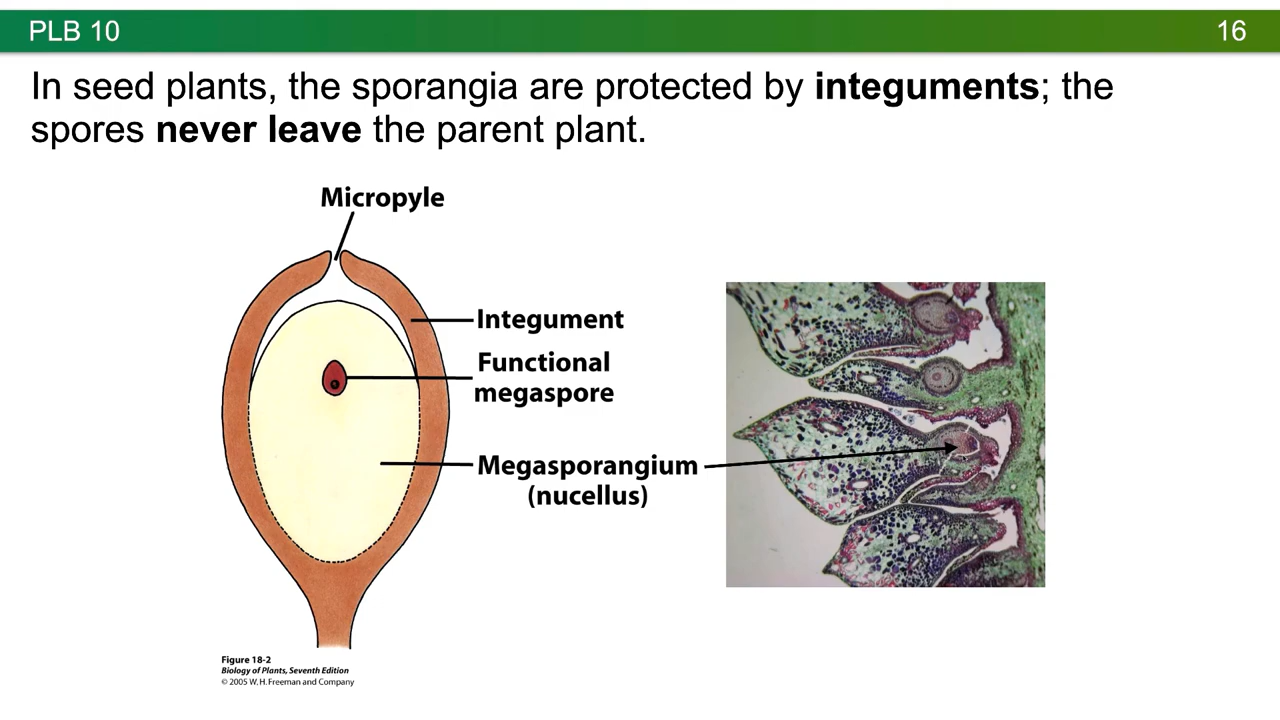 PLB 10
16
In seed plants, the sporangia are protected by integuments; the
spores never leave the parent plant.
Micropyle
Integument
Functional
megaspore
Megasporangium
(nucellus)
Figure 18-2
Biology of Plants, Seventh Edition
© 2005 W. H. Freeman and Company